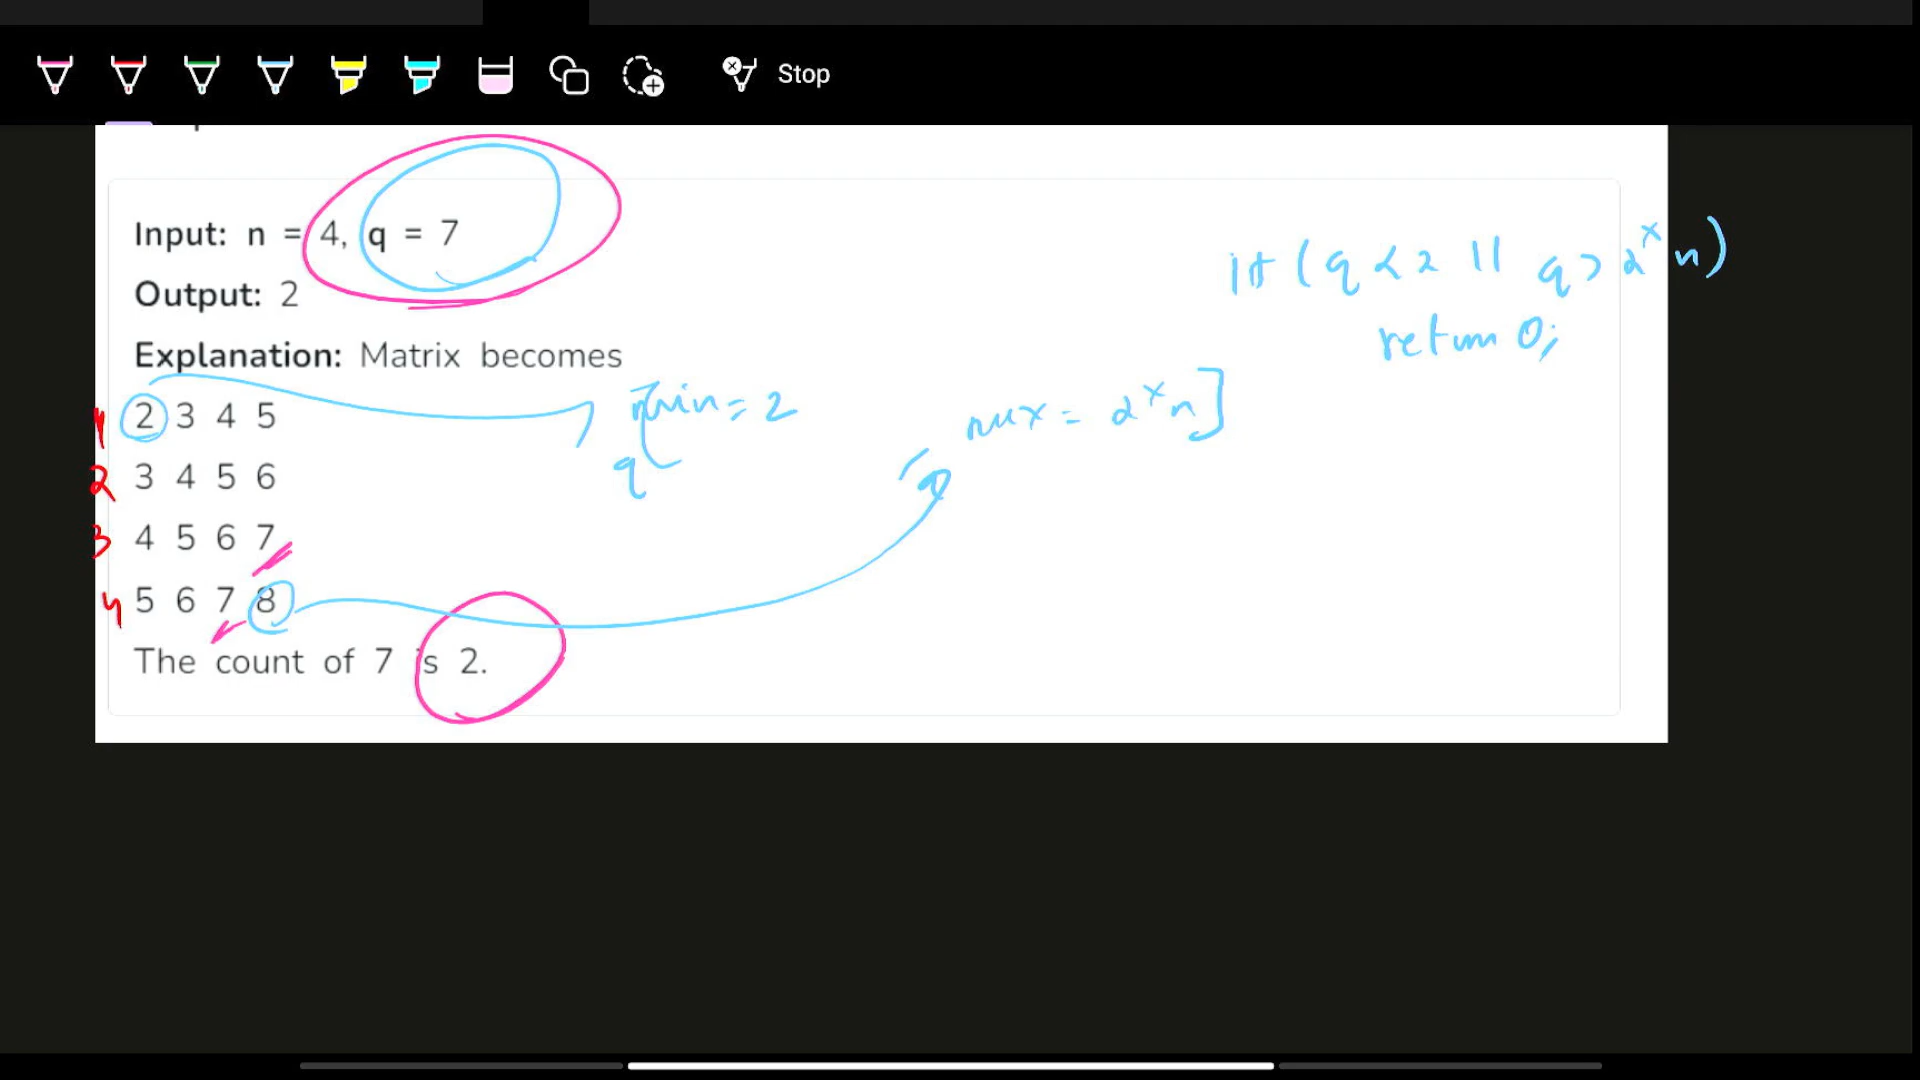 Stop
Input: n = 4, q = 7
if (q < 2 || q > 2*n)
Output: 2
return 0;
Explanation: Matrix becomes
1 2 3 4 5
min = 2
max = 2*n]
q
2 3 4 5 6
3 4 5 6 7
4 5 6 7 8
The count of 7 is 2.